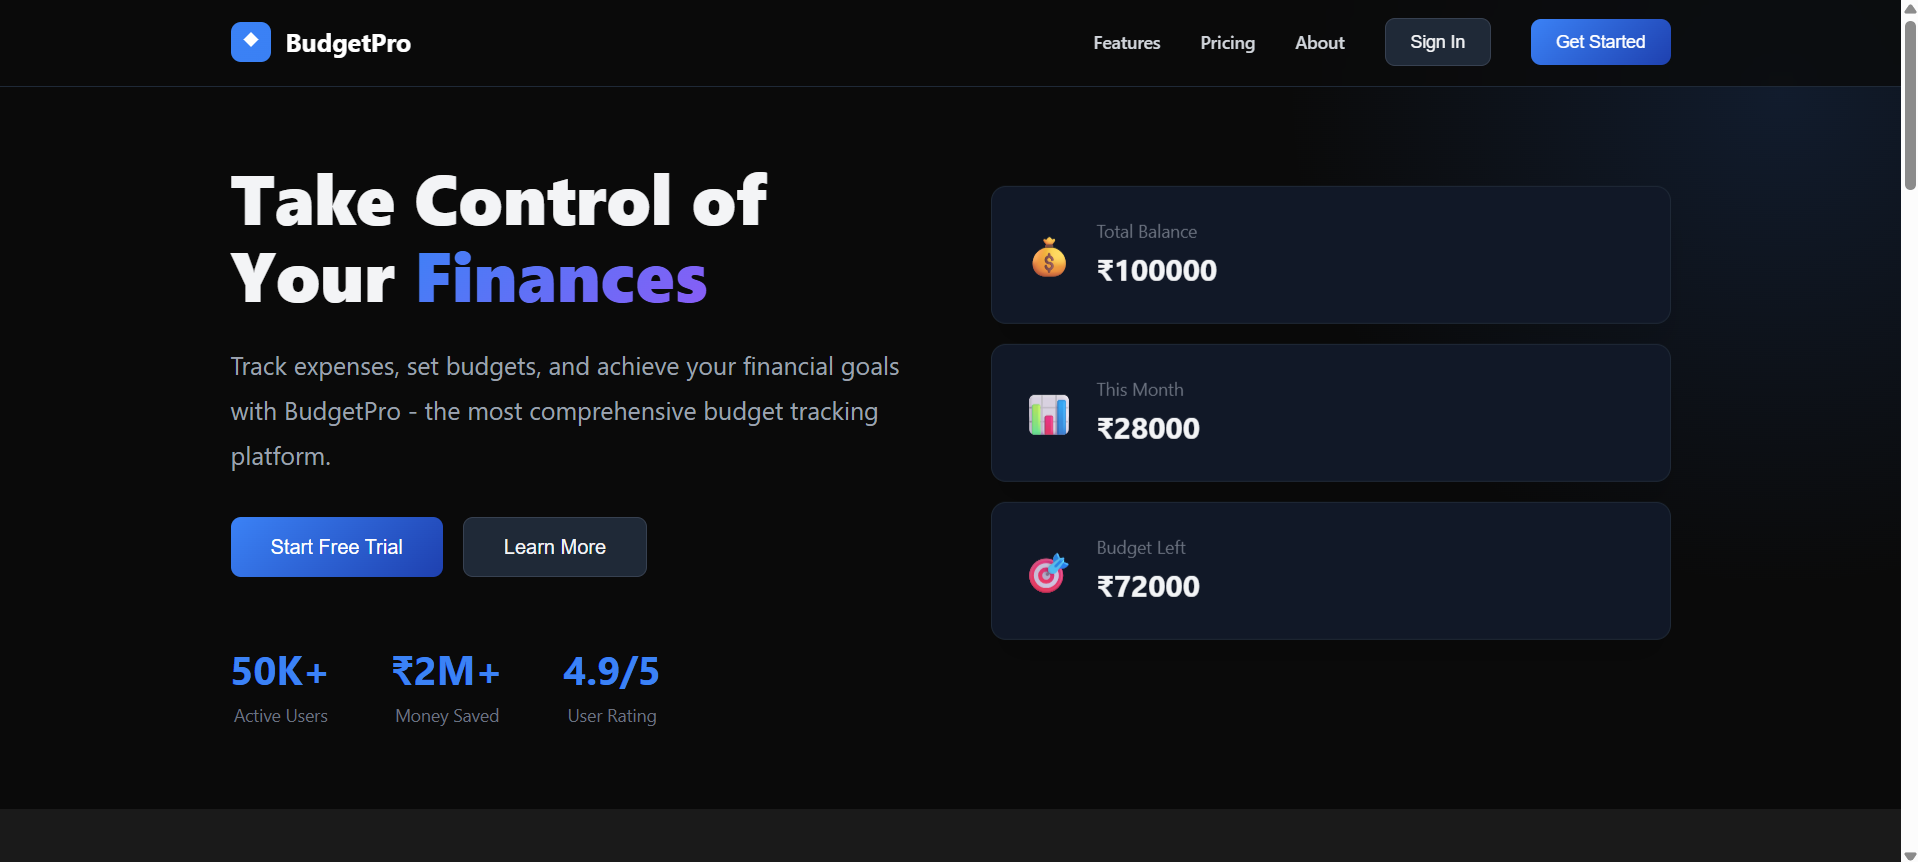 BudgetPro
Features
Pricing
About
Sign In
Get Started
Take Control of
Your Finances
Track expenses, set budgets, and achieve your financial goals
with BudgetPro - the most comprehensive budget tracking
platform.
Start Free Trial
Learn More
50K+
Active Users
₹2M+
Money Saved
4.9/5
User Rating
Total Balance
₹100000
This Month
₹28000
Budget Left
₹72000